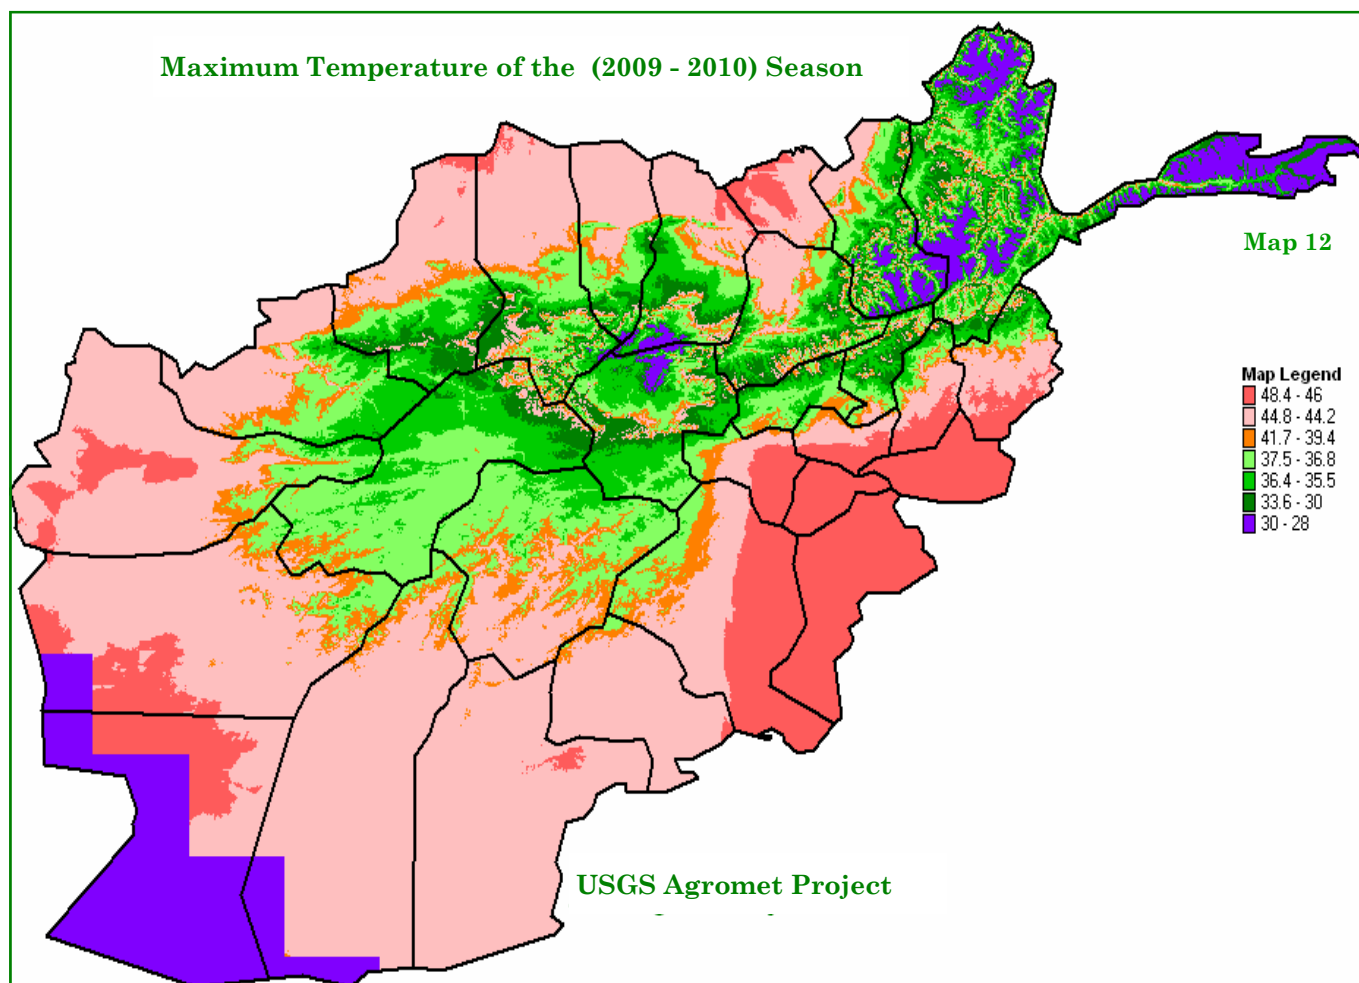 Maximum Temperature of the (2009 - 2010) Season
Map 12
Map Legend
48.4 - 46
44.8 - 44.2
41.7 - 39.4
37.5 - 36.8
36.4 - 35.5
33.6 - 30
30 - 28
USGS Agromet Project